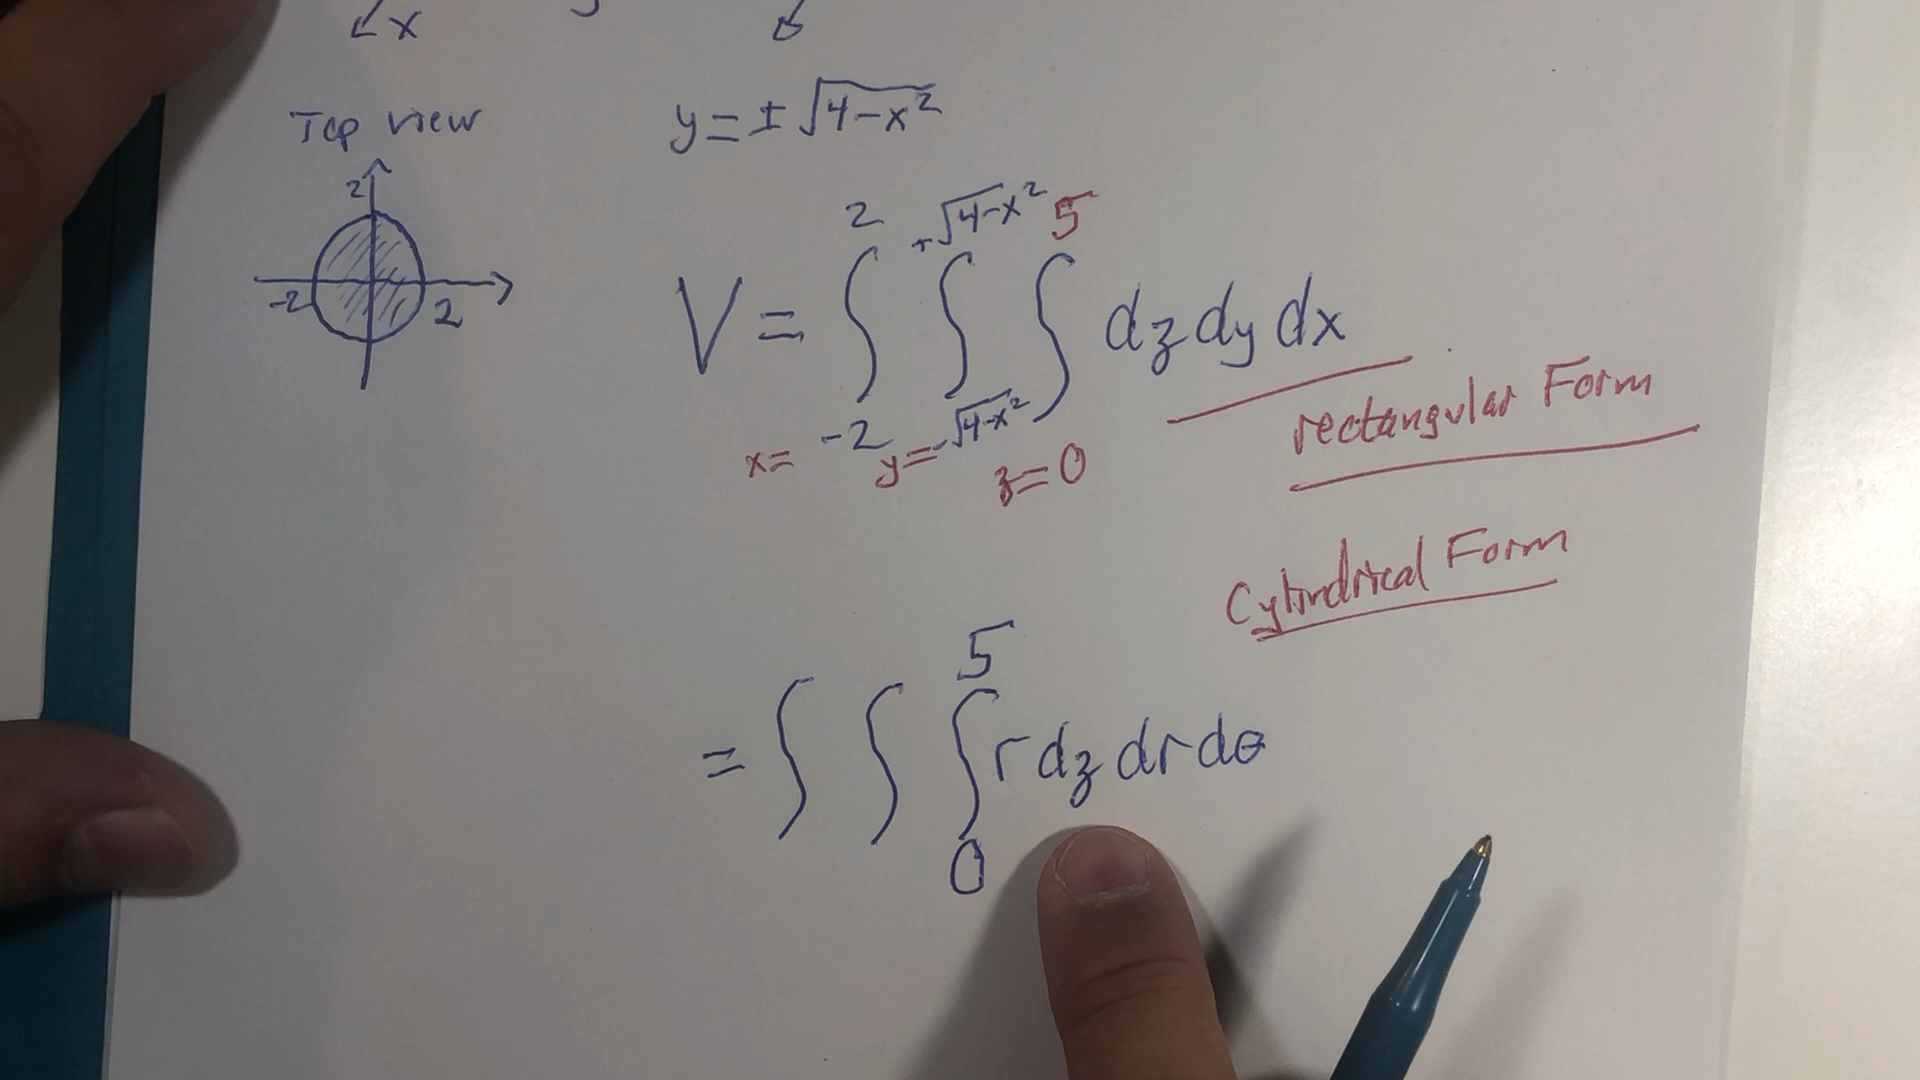 x
Top view
y = ± √4-x²
2
-2 2
2 +√4-x² 5
V = ∫ ∫ ∫ dz dy dx
x= -2 y= -√4-x² z=0
rectangular Form
Cylindrical Form
5
= ∫ ∫ ∫ r dz dr dθ
0